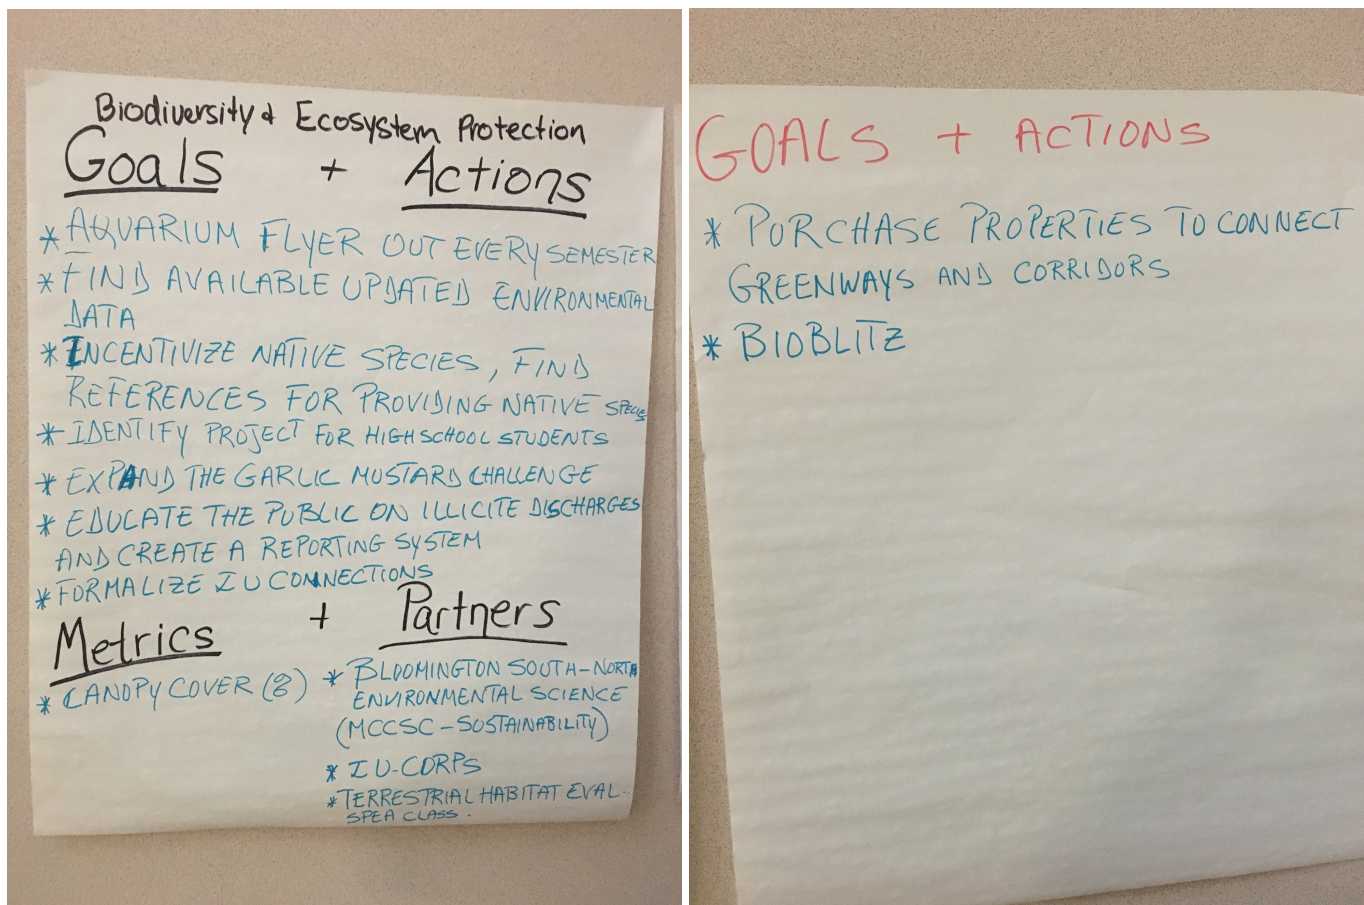 Biodiversity & Ecosystem Protection
Goals + Actions
* AQUARIUM FLYER OUT EVERY SEMESTER
* FIND AVAILABLE UPDATED ENVIRONMENTAL
DATA
* INCENTIVIZE NATIVE SPECIES, FIND
REFERENCES FOR PROVIDING NATIVE SPECIES
* IDENTIFY PROJECT FOR HIGH SCHOOL STUDENTS
* EXPAND THE GARLIC MUSTARD CHALLENGE
* EDUCATE THE PUBLIC ON ILLICITE DISCHARGES
AND CREATE A REPORTING SYSTEM
* FORMALIZE IU CONNECTIONS
Metrics + Partners
* CANOPY COVER (8)
* BLOOMINGTON SOUTH-NORTH
ENVIRONMENTAL SCIENCE
(MCCSC - SUSTAINABILITY)
* IU-CORPS
* TERRESTRIAL HABITAT EVAL-
SPEA CLASS.
GOALS + ACTIONS
* PURCHASE PROPERTIES TO CONNECT
GREENWAYS AND CORRIDORS
* BIOBLITZ